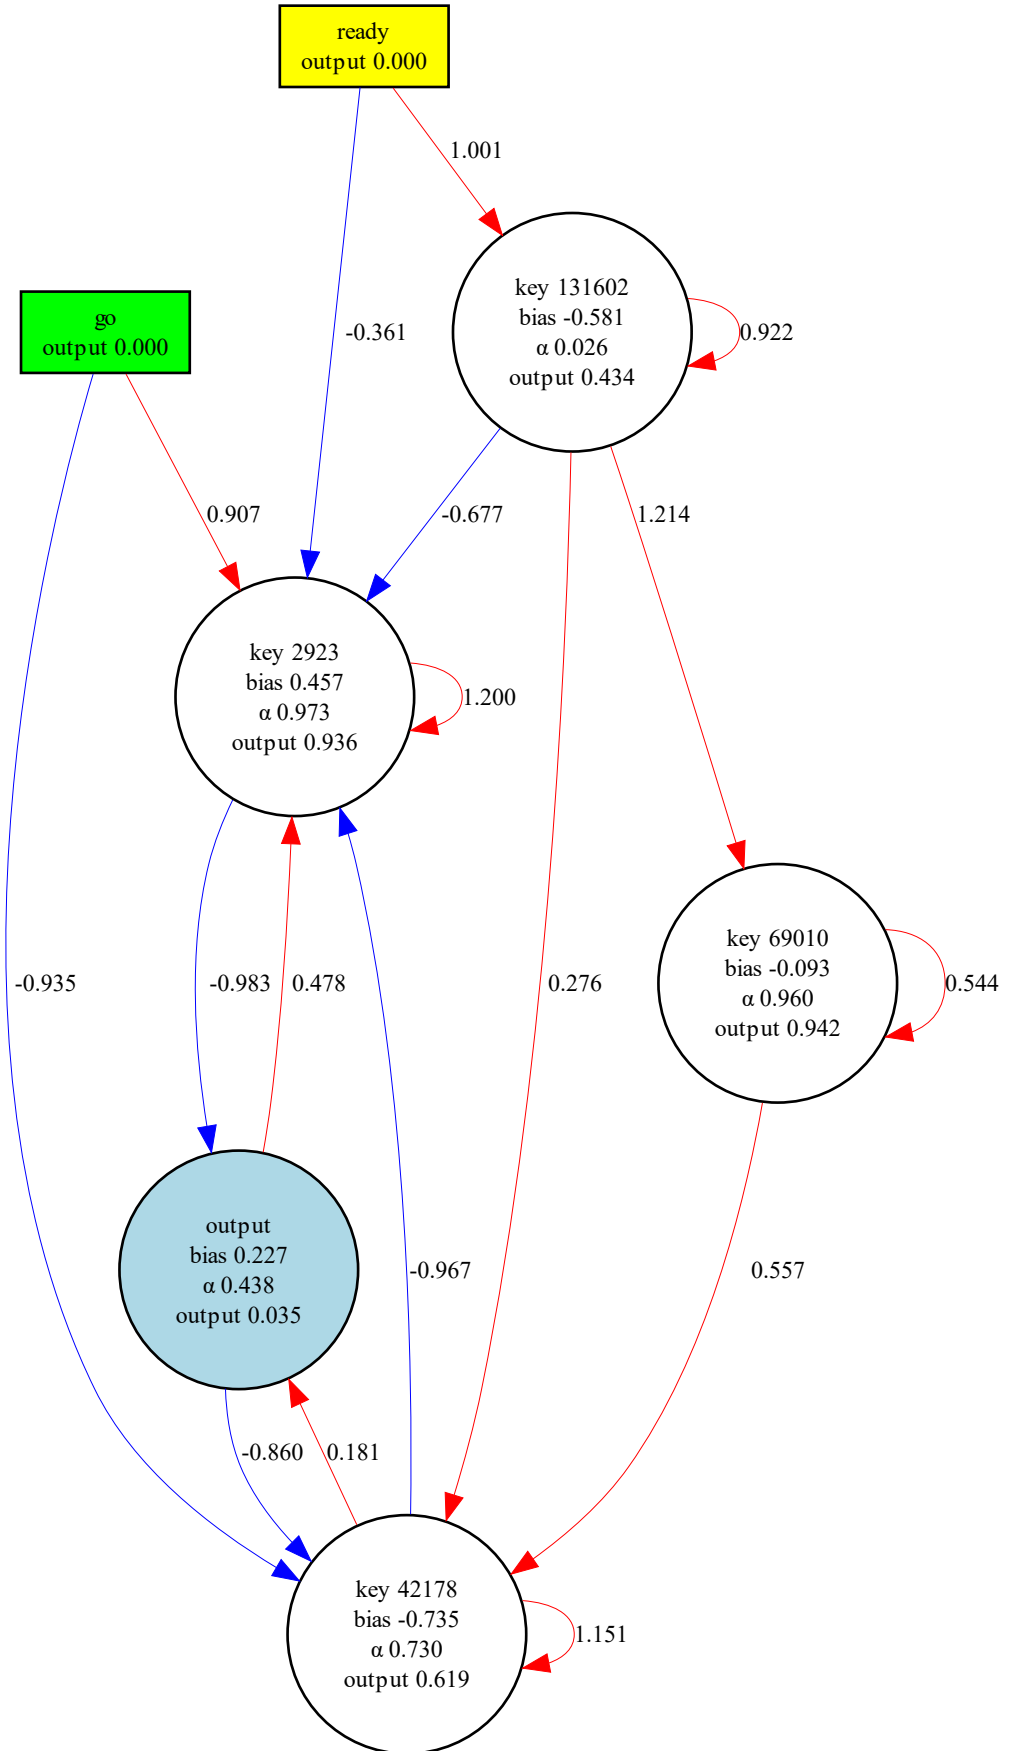 ready
output 0.000
1.001
key 131602
bias -0.581
α 0.026
output 0.434
0.922
go
output 0.000
-0.361
0.907
-0.677
1.214
key 2923
bias 0.457
α 0.973
output 0.936
1.200
key 69010
bias -0.093
α 0.960
output 0.942
0.544
-0.935
-0.983
0.478
0.276
output
bias 0.227
α 0.438
output 0.035
-0.967
0.557
-0.860
0.181
key 42178
bias -0.735
α 0.730
output 0.619
1.151